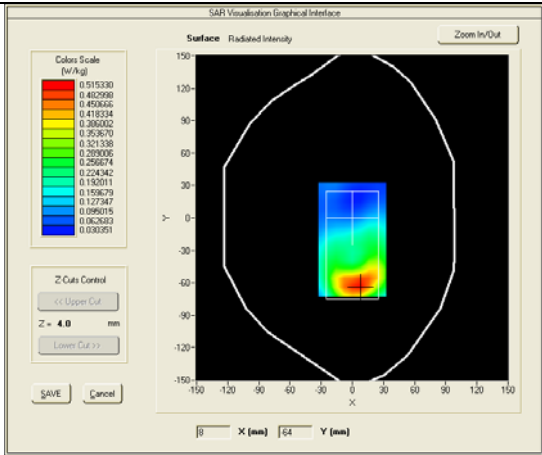 SAR Visualisation Graphical Interface
Surface Radiated Intensity
Zoom In/Out
Colors Scale
(W/kg)
0.515330
0.482998
0.450666
0.418334
0.386002
0.353670
0.321338
0.289006
0.256674
0.224342
0.192011
0.159679
0.127347
0.095015
0.062683
0.030351
Z-Cuts Control
<< Upper Cut
Z = 4.0 mm
Lower Cut >>
SAVE Cancel
150-
120-
90-
60-
30-
0-
-30-
-60-
-90-
-120-
-150-
Y
-150 -120 -90 -60 -30 0 30 60 90 120 150
X
8 X (mm) -64 Y (mm)